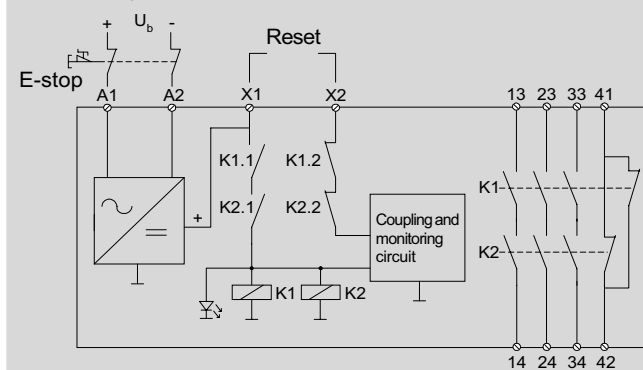 + Ub -
Reset
E-stop
A1 A2 X1 X2 13 23 33 41
K1.1 K1.2
K1
K2.1 K2.2
+
Coupling and
monitoring
circuit
K2
K1 K2
14 24 34 42